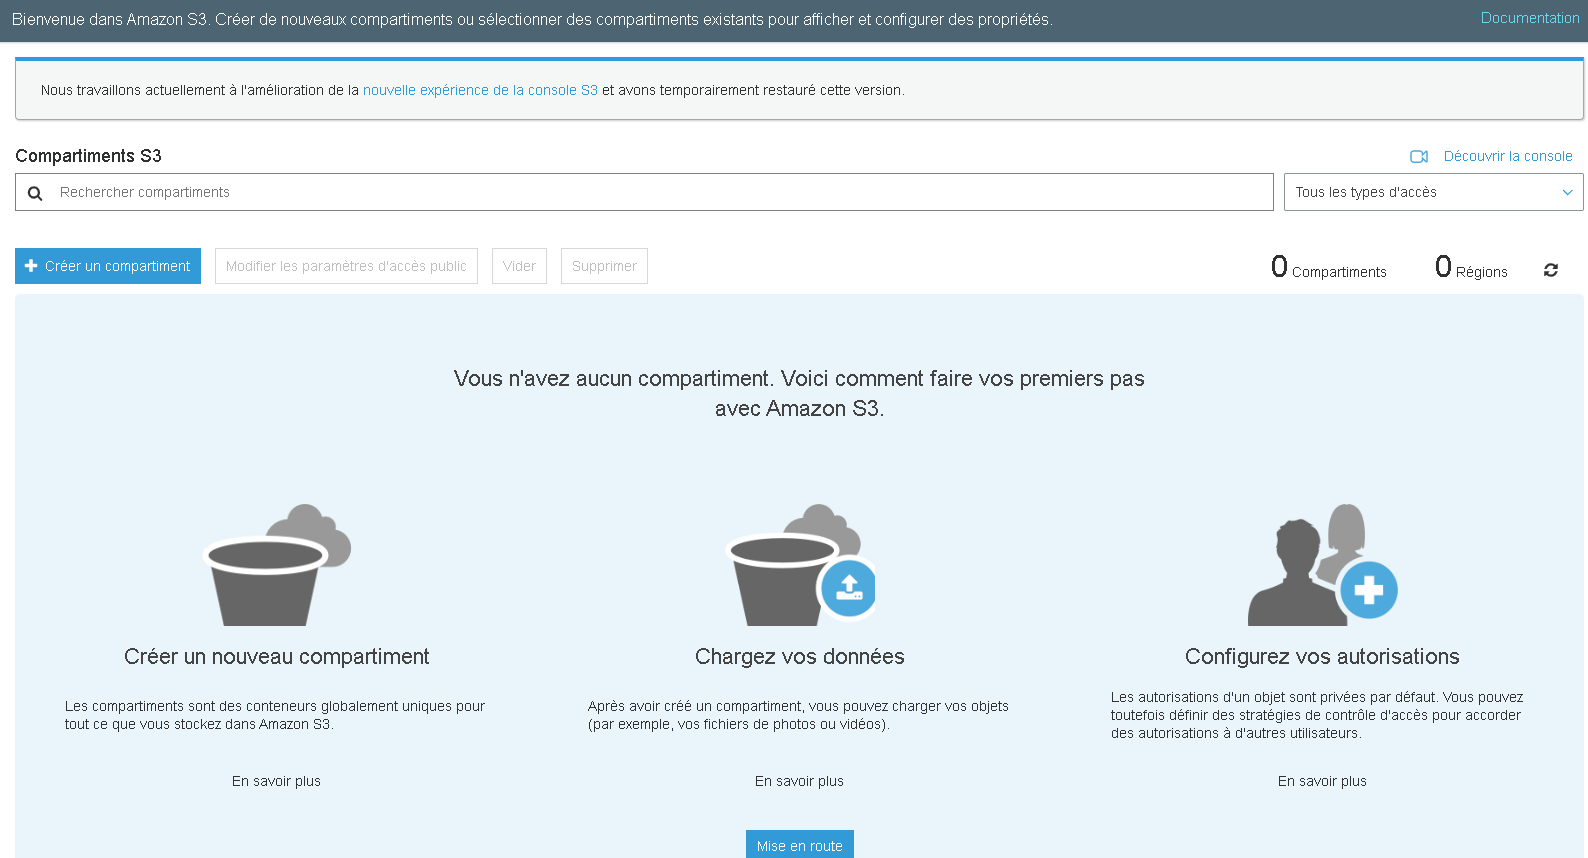 Bienvenue dans Amazon S3. Créer de nouveaux compartiments ou sélectionner des compartiments existants pour afficher et configurer des propriétés.
Documentation
Nous travaillons actuellement à l'amélioration de la nouvelle expérience de la console S3 et avons temporairement restauré cette version.
Compartiments S3
Découvrir la console
Rechercher compartiments
Tous les types d'accès
Créer un compartiment
Modifier les paramètres d'accès public
Vider
Supprimer
0 Compartiments
0 Régions
Vous n'avez aucun compartiment. Voici comment faire vos premiers pas
avec Amazon S3.
Créer un nouveau compartiment
Les compartiments sont des conteneurs globalement uniques pour
tout ce que vous stockez dans Amazon S3.
En savoir plus
Chargez vos données
Après avoir créé un compartiment, vous pouvez charger vos objets
(par exemple, vos fichiers de photos ou vidéos).
En savoir plus
Configurez vos autorisations
Les autorisations d'un objet sont privées par défaut. Vous pouvez
toutefois définir des stratégies de contrôle d'accès pour accorder
des autorisations à d'autres utilisateurs.
En savoir plus
Mise en route